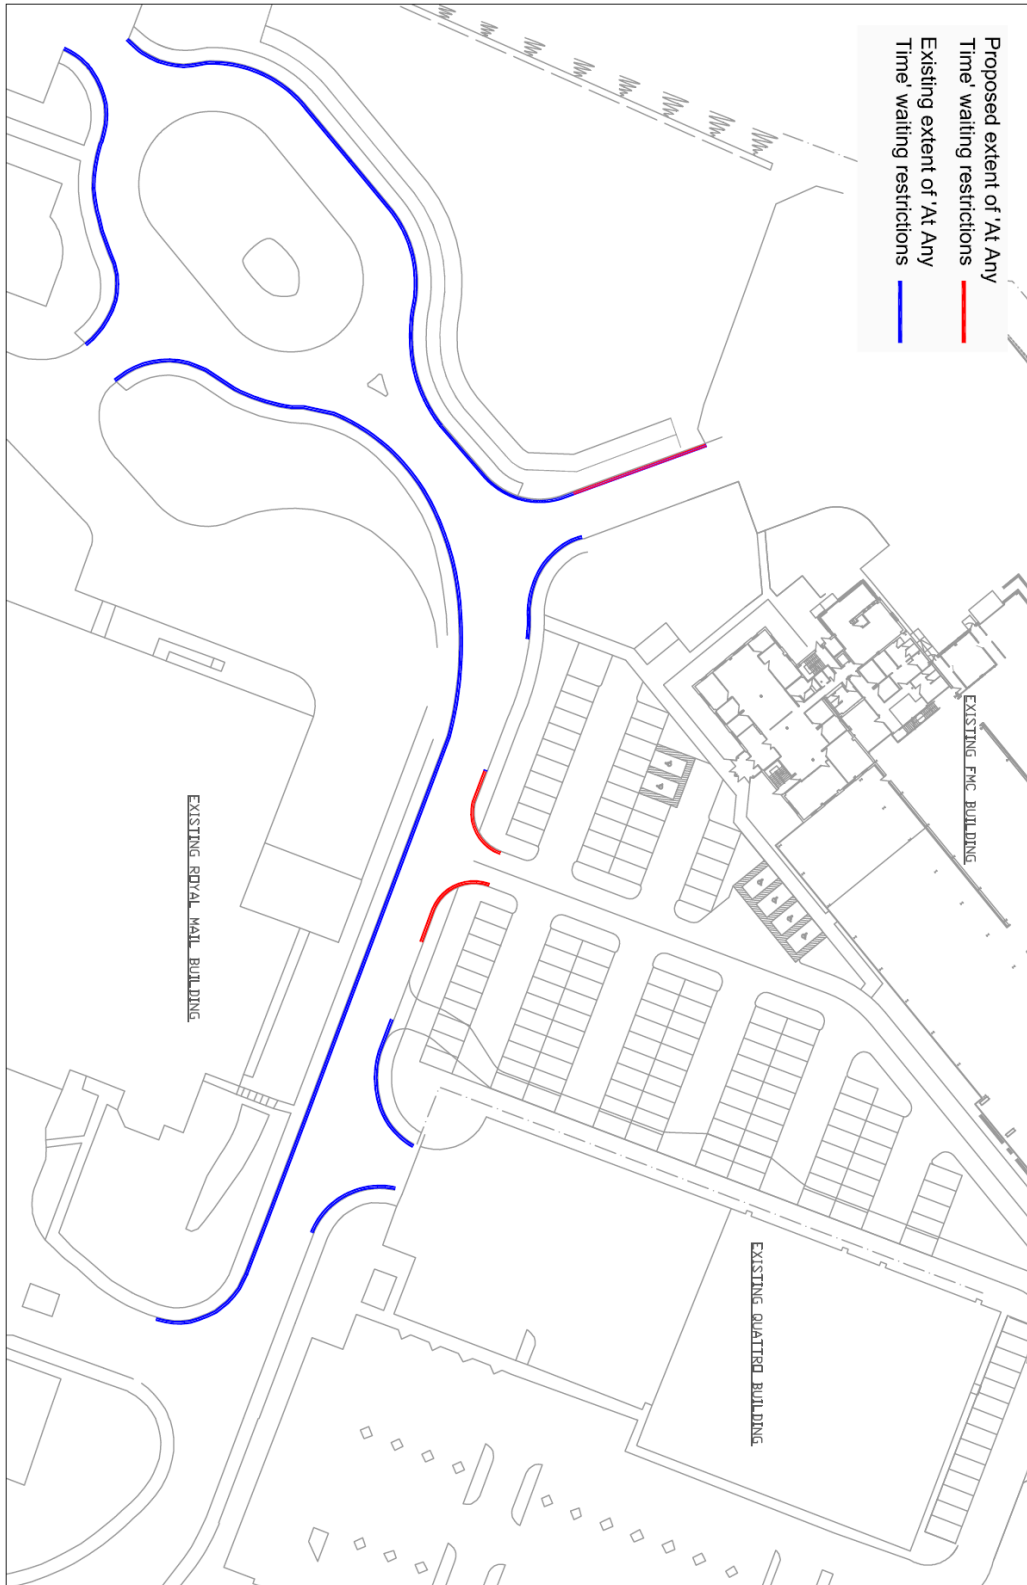 Proposed extent of 'At Any
Time' waiting restrictions
Existing extent of 'At Any
Time' waiting restrictions
EXISTING FMC BUILDING
EXISTING ROYAL MAIL BUILDING
EXISTING QUATTRO BUILDING